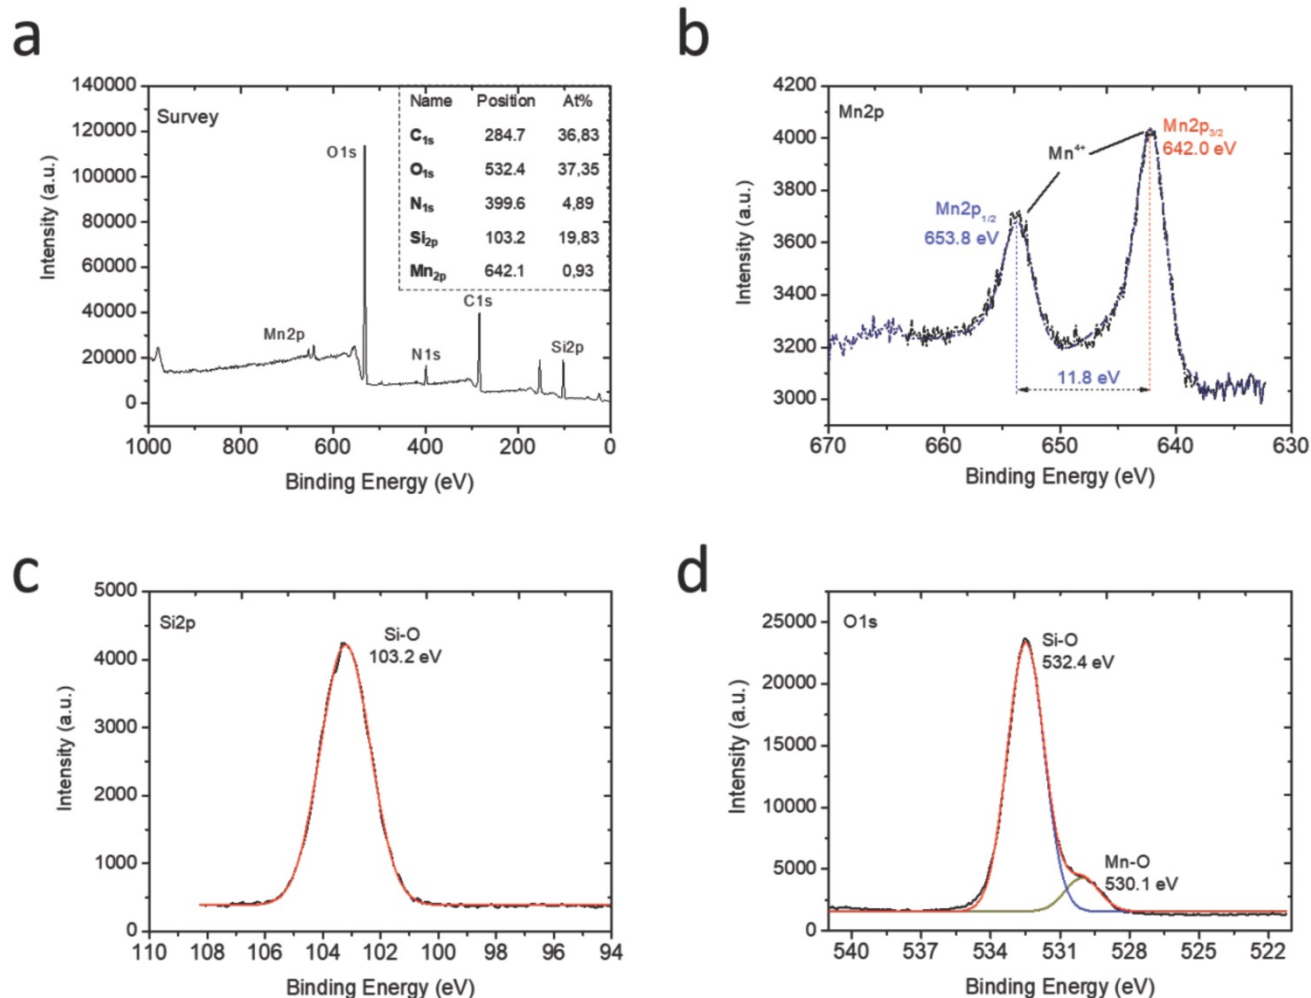 a
Survey
Name Position At%
C1s 284.7 36,83
O1s 532.4 37,35
N1s 399.6 4,89
Si2p 103.2 19,83
Mn2p 642.1 0,93
O1s
Mn2p
N1s
C1s
Si2p
Intensity (a.u.)
140000
120000
100000
80000
60000
40000
20000
0
1000 800 600 400 200 0
Binding Energy (eV)
b
Mn2p
Mn2p3/2
642.0 eV
Mn4+
Mn2p1/2
653.8 eV
11.8 eV
Intensity (a.u.)
4200
4000
3800
3600
3400
3200
3000
670 660 650 640 630
Binding Energy (eV)
c
Si2p
Si-O
103.2 eV
Intensity (a.u.)
5000
4000
3000
2000
1000
0
110 108 106 104 102 100 98 96 94
Binding Energy (eV)
d
O1s
Si-O
532.4 eV
Mn-O
530.1 eV
Intensity (a.u.)
25000
20000
15000
10000
5000
0
540 537 534 531 528 525 522
Binding Energy (eV)